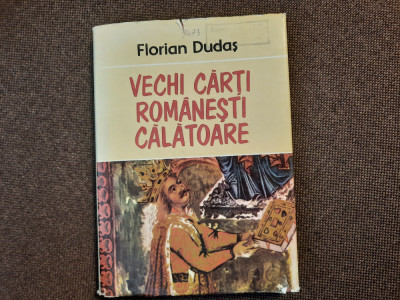 Florian Dudaș
VECHI CĂRȚI
ROMÂNEȘTI
CĂLĂTOARE